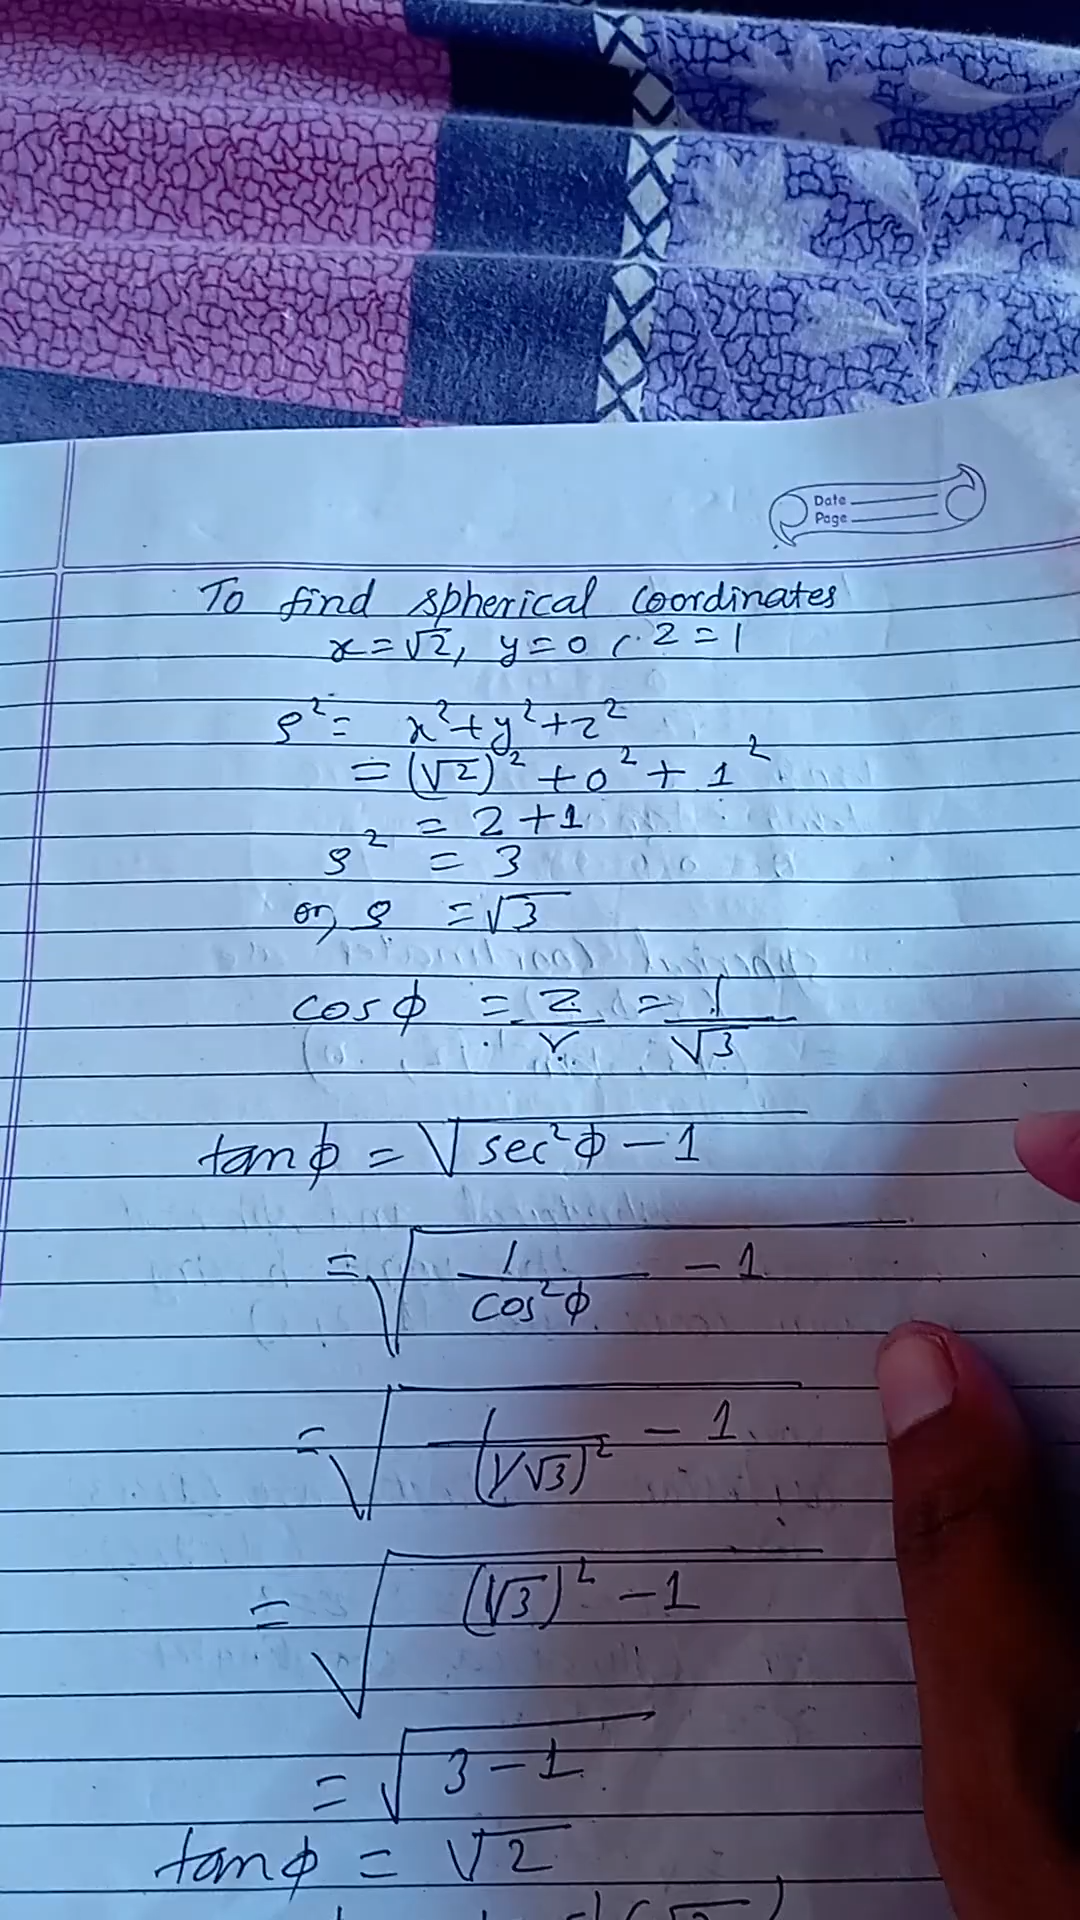 Date
Page
To find spherical coordinates
x = √2, y = 0, z = 1
ρ² = x² + y² + z²
= (√2)² + 0² + 1²
= 2 + 1
ρ² = 3
or, ρ = √3
cos φ = z/r = 1/√3
tan φ = √(sec² φ − 1)
= √(1/cos² φ − 1)
= √(1/(1/√3)² − 1)
= √((√3)² − 1)
= √(3 − 1)
tan φ = √2